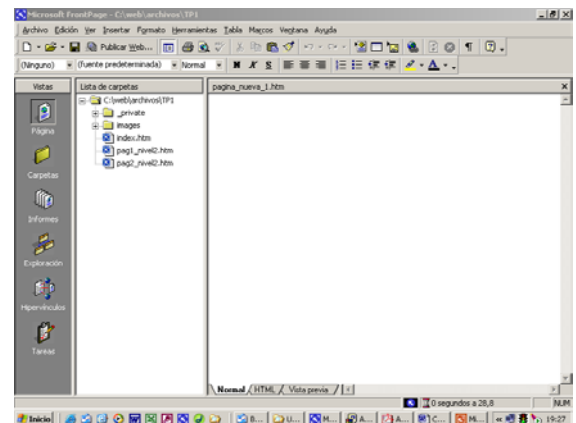 Microsoft FrontPage - C:\web\archivos\TP1
Archivo Edición Ver Insertar Formato Herramientas Tabla Marcos Ventana Ayuda
Publicar Web...
(Ninguno) (fuente predeterminada) Normal N K S A
Vistas Lista de carpetas pagina_nueva_1.htm
C:\web\archivos\TP1
_private
images
index.htm
pag1_nivel2.htm
pag2_nivel2.htm
Página
Carpetas
Informes
Exploración
Hipervínculos
Tareas
Normal HTML Vista previa
0 segundos a 28,8 NUM
Inicio B... U... M... A... A... C... M... 19:27